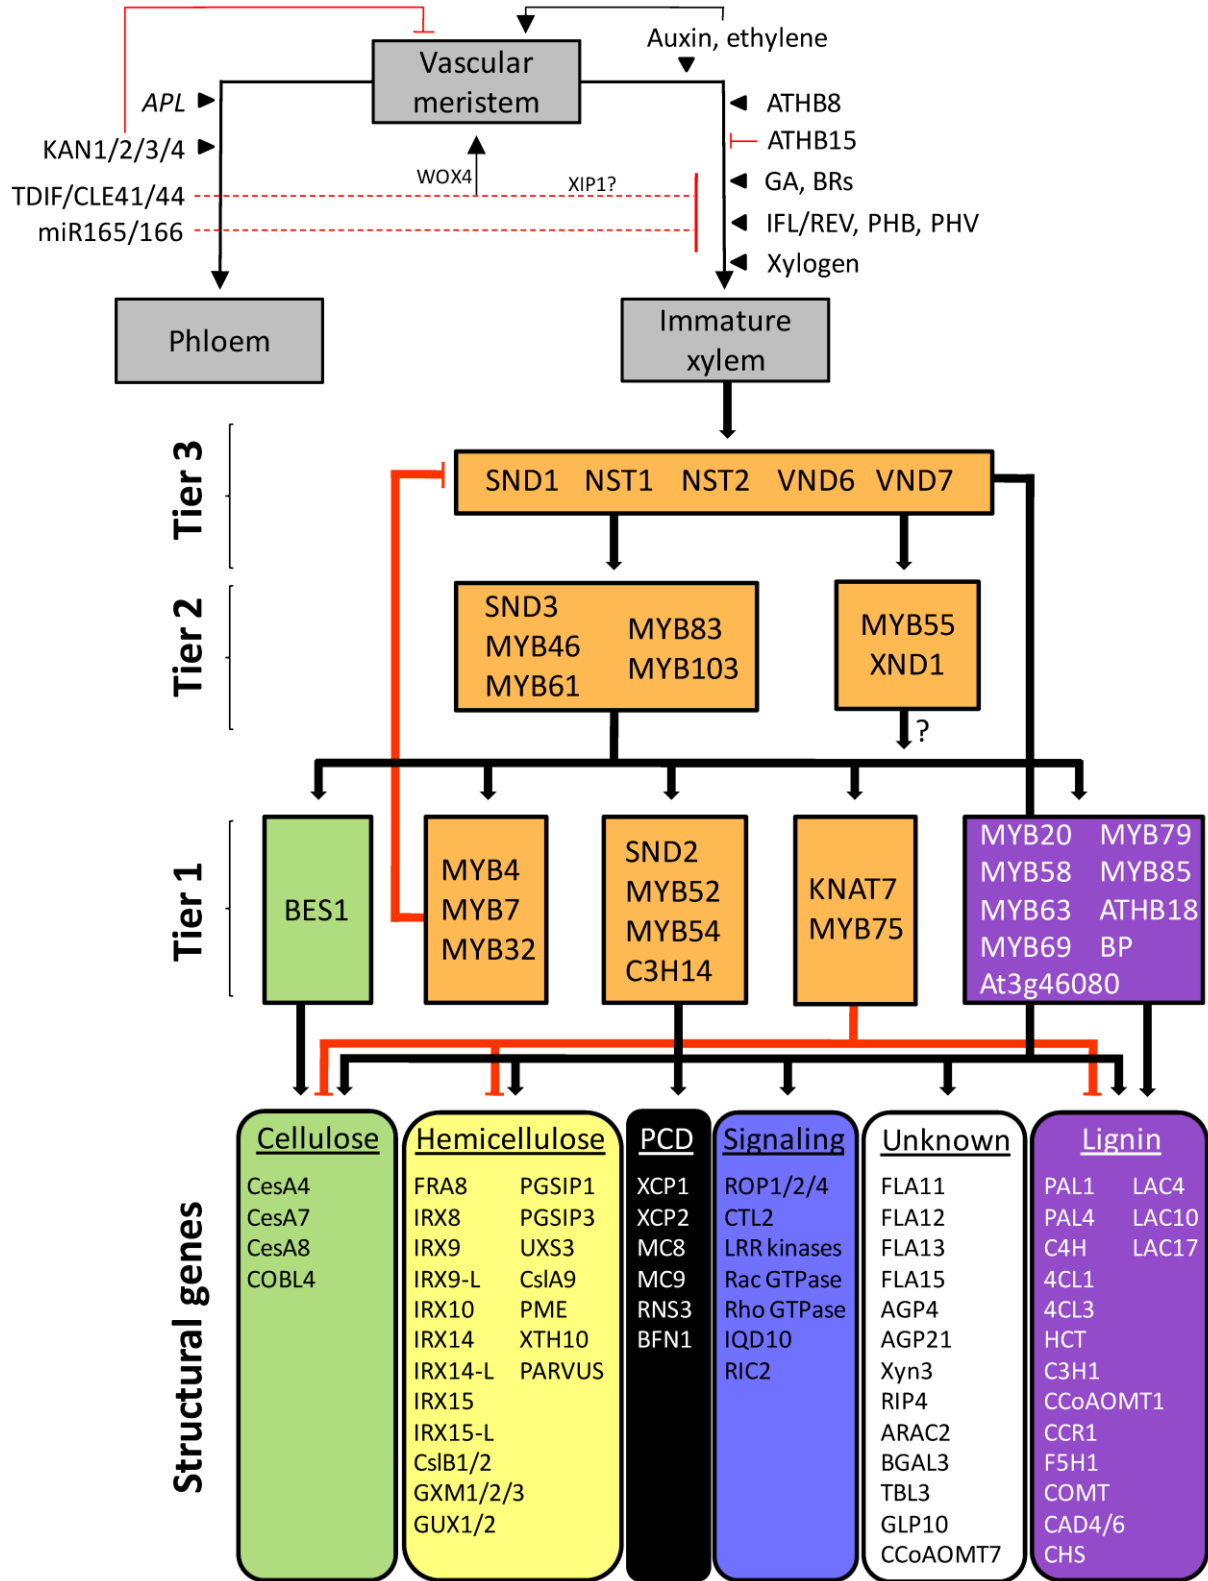 Auxin, ethylene
Vascular
meristem
APL
ATHB8
KAN1/2/3/4
ATHB15
WOX4
XIP1?
GA, BRs
TDIF/CLE41/44
miR165/166
IFL/REV, PHB, PHV
Xylogen
Phloem
Immature
xylem
Tier 3
SND1 NST1 NST2 VND6 VND7
Tier 2
SND3
MYB46
MYB61
MYB83
MYB103
MYB55
XND1
?
Tier 1
BES1
MYB4
MYB7
MYB32
SND2
MYB52
MYB54
C3H14
KNAT7
MYB75
MYB20 MYB79
MYB58 MYB85
MYB63 ATHB18
MYB69 BP
At3g46080
Structural genes
Cellulose
CesA4
CesA7
CesA8
COBL4
Hemicellulose
FRA8 PGSIP1
IRX8 PGSIP3
IRX9 UXS3
IRX9-L CslA9
IRX10 PME
IRX14 XTH10
IRX14-L PARVUS
IRX15
IRX15-L
CslB1/2
GXM1/2/3
GUX1/2
PCD
XCP1
XCP2
MC8
MC9
RNS3
BFN1
Signaling
ROP1/2/4
CTL2
LRR kinases
Rac GTPase
Rho GTPase
IQD10
RIC2
Unknown
FLA11
FLA12
FLA13
FLA15
AGP4
AGP21
Xyn3
RIP4
ARAC2
BGAL3
TBL3
GLP10
CCoAOMT7
Lignin
PAL1 LAC4
PAL4 LAC10
C4H LAC17
4CL1
4CL3
HCT
C3H1
CCoAOMT1
CCR1
F5H1
COMT
CAD4/6
CHS